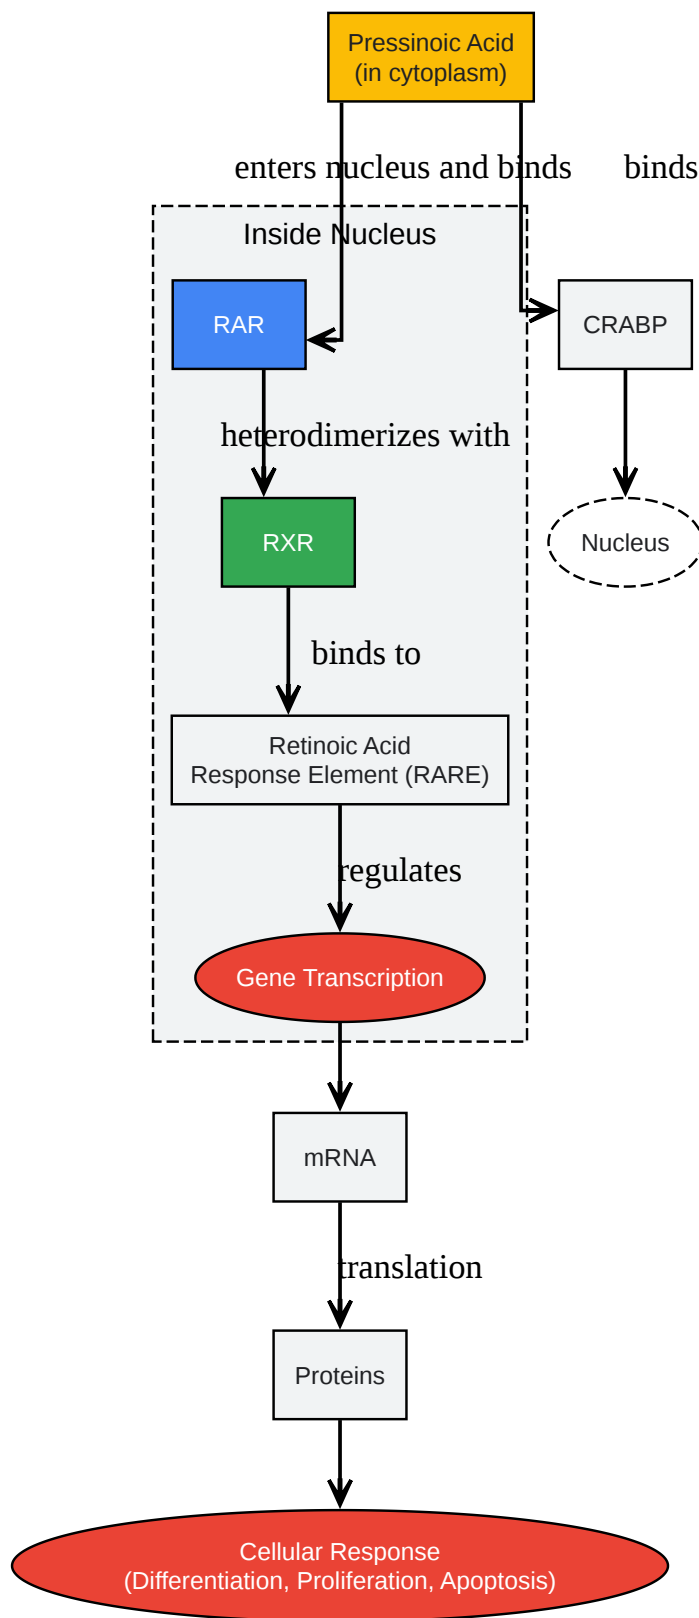 Pressinoic Acid
(in cytoplasm)
enters nucleus and binds
binds
Inside Nucleus
RAR
CRABP
heterodimerizes with
RXR
Nucleus
binds to
Retinoic Acid
Response Element (RARE)
regulates
Gene Transcription
mRNA
translation
Proteins
Cellular Response
(Differentiation, Proliferation, Apoptosis)